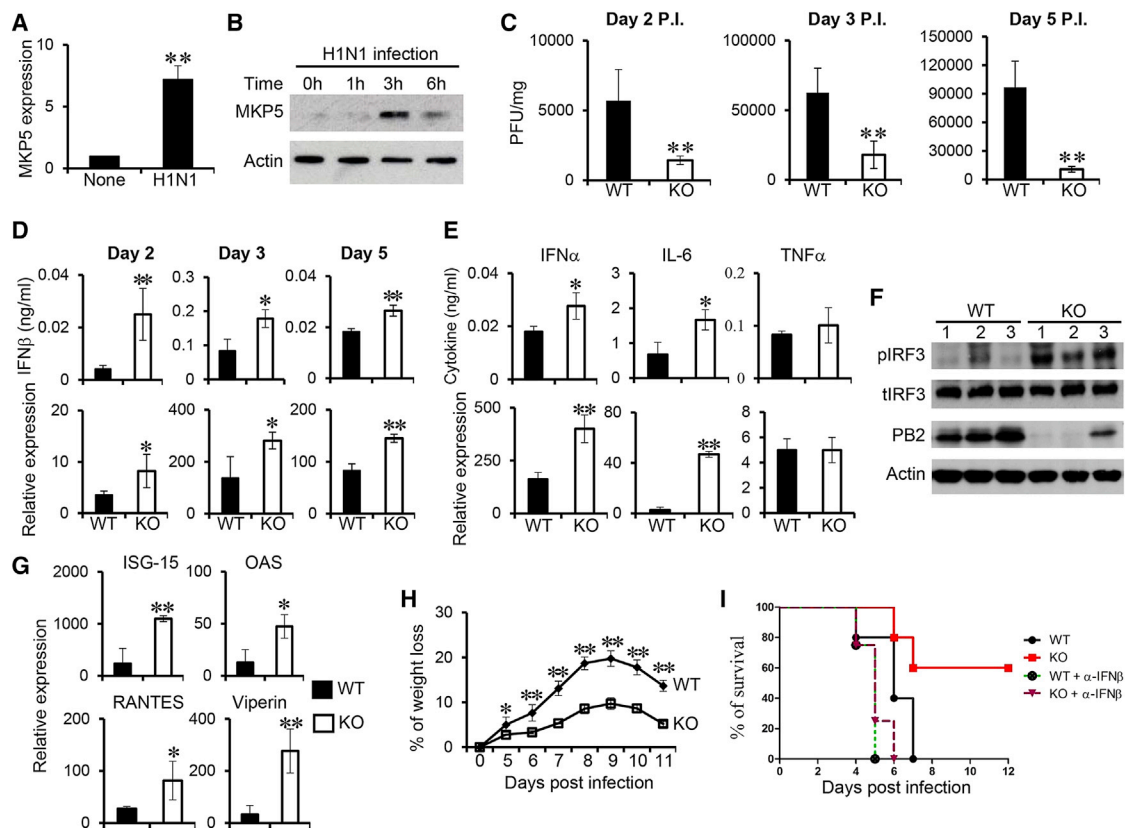 A
MKP5 expression
10
5
0
**
None H1N1
B
H1N1 infection
Time 0h 1h 3h 6h
MKP5
Actin
C
Day 2 P.I. Day 3 P.I. Day 5 P.I.
PFU/mg
10000
5000
0
**
WT KO
100000
50000
0
**
WT KO
150000
120000
90000
60000
30000
0
**
WT KO
D
Day 2 Day 3 Day 5
IFNβ (ng/ml)
0.04
0.02
0
**
0.3
0.2
0.1
0
*
0.04
0.02
0
**
Relative expression
20
10
0
*
WT KO
400
200
0
*
WT KO
200
100
0
**
WT KO
E
IFNα IL-6 TNFα
Cytokine (ng/ml)
0.04
0.02
0
*
2
1
0
*
0.2
0.1
0
Relative expression
500
250
0
**
WT KO
80
40
0
**
WT KO
8
6
4
2
0
WT KO
F
WT KO
1 2 3 1 2 3
pIRF3
tIRF3
PB2
Actin
G
Relative expression
ISG-15 OAS
2000
1000
0
**
100
50
0
*
RANTES Viperin
200
100
0
*
400
200
0
**
WT
KO
H
% of weight loss
30
20
10
0
* ** ** ** ** ** **
WT
KO
0 5 6 7 8 9 10 11
Days post infection
I
% of survival
100
80
60
40
20
0
0 2 4 6 8 10 12
Days post infection
WT
KO
WT + α-IFNβ
KO + α-IFNβ